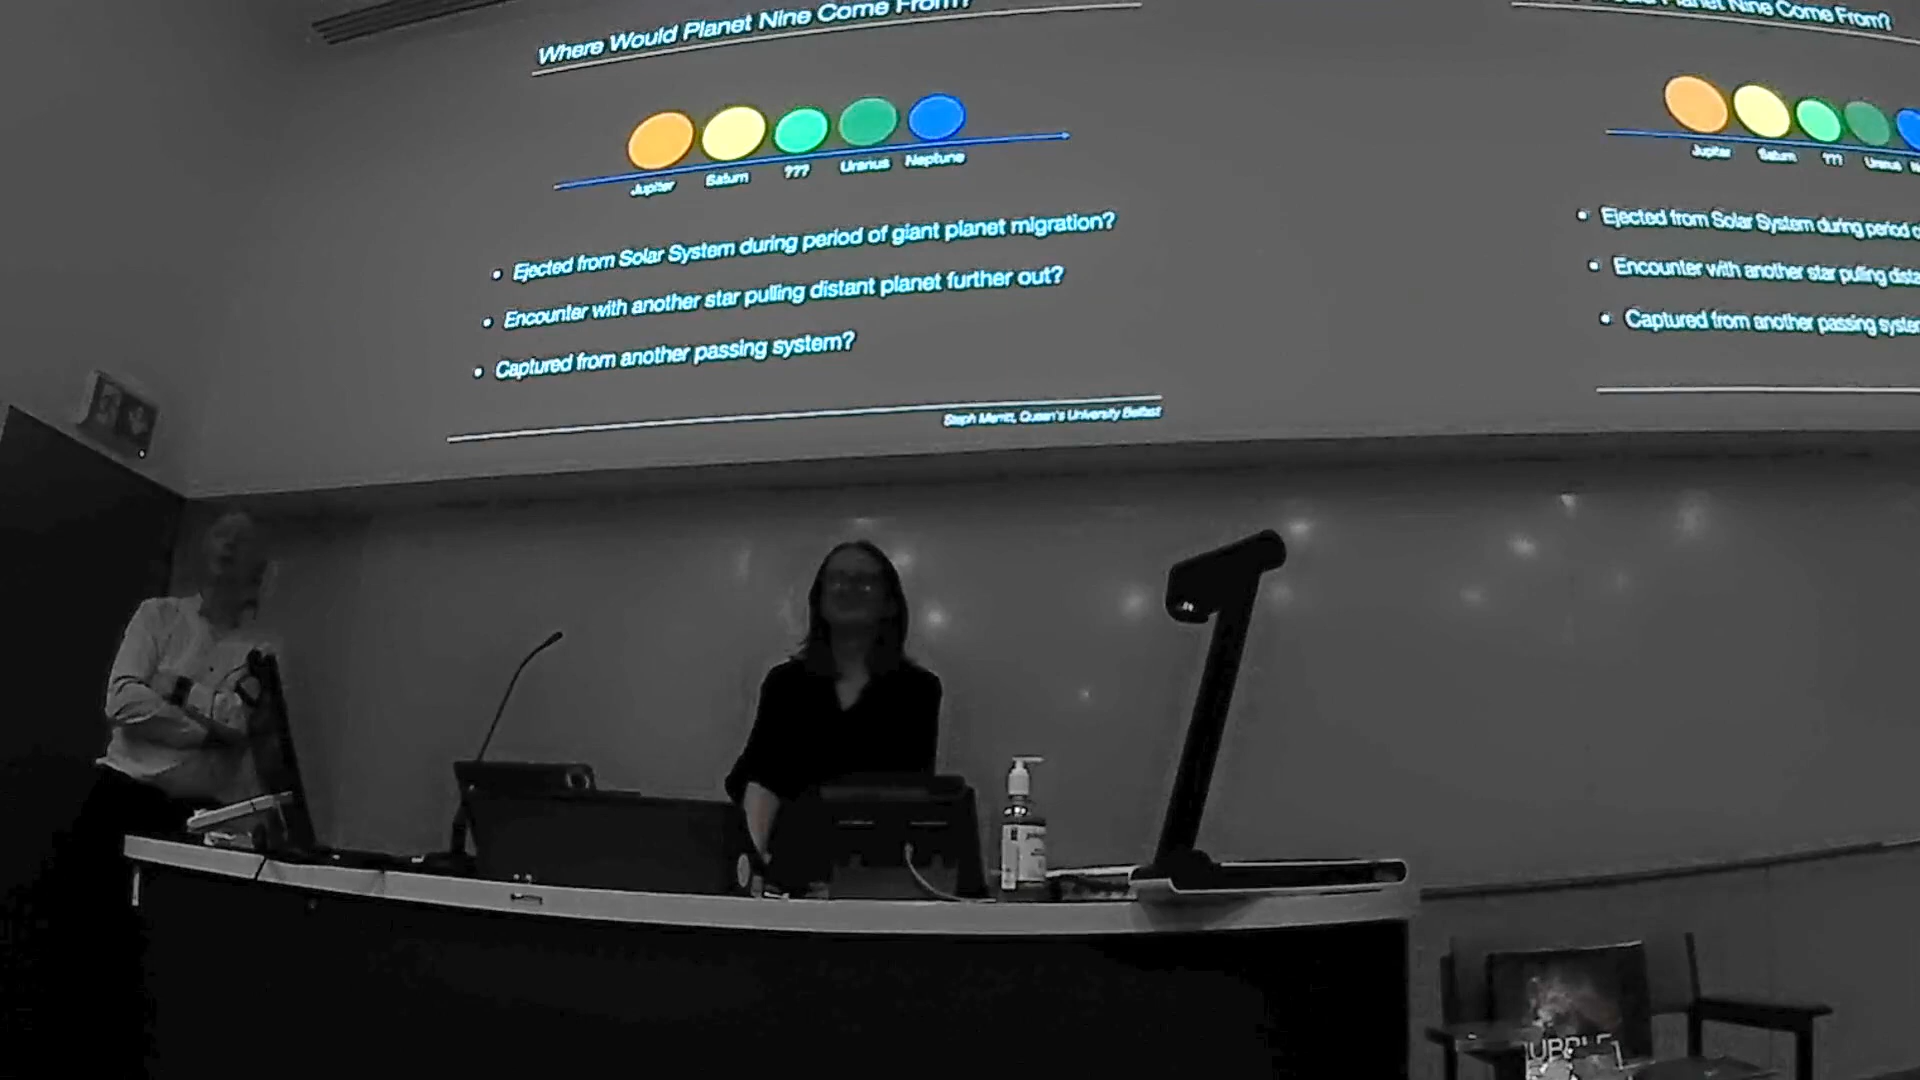 Where Would Planet Nine Come From?
Jupiter Saturn ??? Uranus Neptune
• Ejected from Solar System during period of giant planet migration?
• Encounter with another star pulling distant planet further out?
• Captured from another passing system?
Steph Merritt, Queen's University Belfast
Planet Nine Come From?
Jupiter Saturn ??? Uranus
• Ejected from Solar System during period
• Encounter with another star pulling
• Captured from another passing